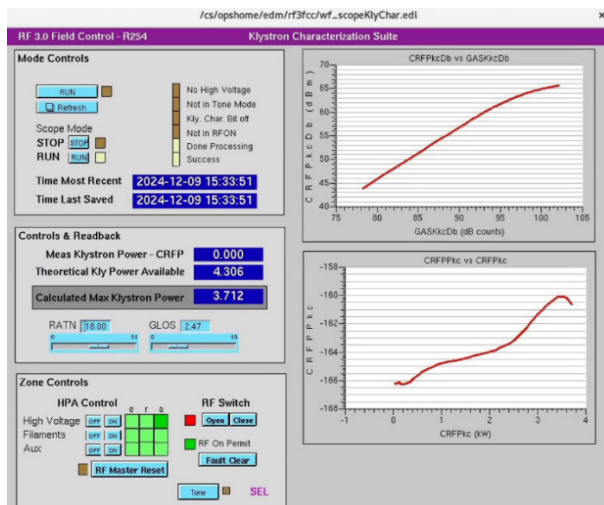 /cs/opshome/edm/rf3fcc/wf_scopeKlyChar.edl
×
RF 3.0 Field Control - R254
Klystron Characterization Suite
Mode Controls
RUN
Refresh
Scope Mode
STOP STOP
RUN RUN
No High Voltage
Not in Tone Mode
Kly. Char. Bit off
Not in RFON
Done Processing
Success
Time Most Recent 2024-12-09 15:33:51
Time Last Saved 2024-12-09 15:33:51
Controls & Readback
Meas Klystron Power - CRFP 0.000
Theoretical Kly Power Available 4.306
Calculated Max Klystron Power 3.712
RATN 18.00 GLOS 2.47
0 31 0 10
Zone Controls
HPA Control
e r a
High Voltage OFF ON
Filaments OFF ON
Aux OFF ON
RF Master Reset
RF Switch
Open Close
RF On Permit
Fault Clear
Tone SEL
CRFPkcDb vs GASKkcDb
CRFPkcDb (dBm)
70
65
60
55
50
45
40
75 80 85 90 95 100 105
GASKkcDb (dB counts)
CRFPPkc vs CRFPkc
CRFPPkc
-158
-160
-162
-164
-166
-168
-1 0 1 2 3 4
CRFPkc (kW)